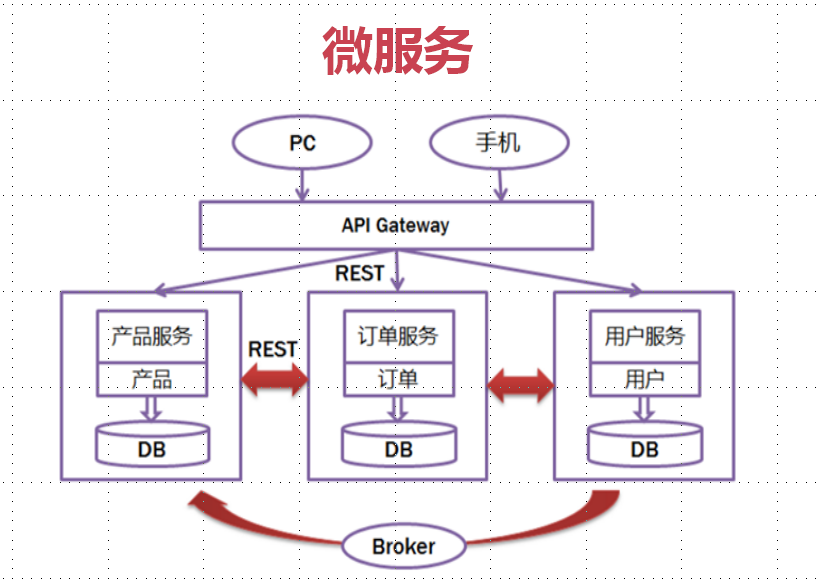 微服务
PC
手机
API Gateway
REST
产品服务
产品
DB
REST
订单服务
订单
DB
用户服务
用户
DB
Broker